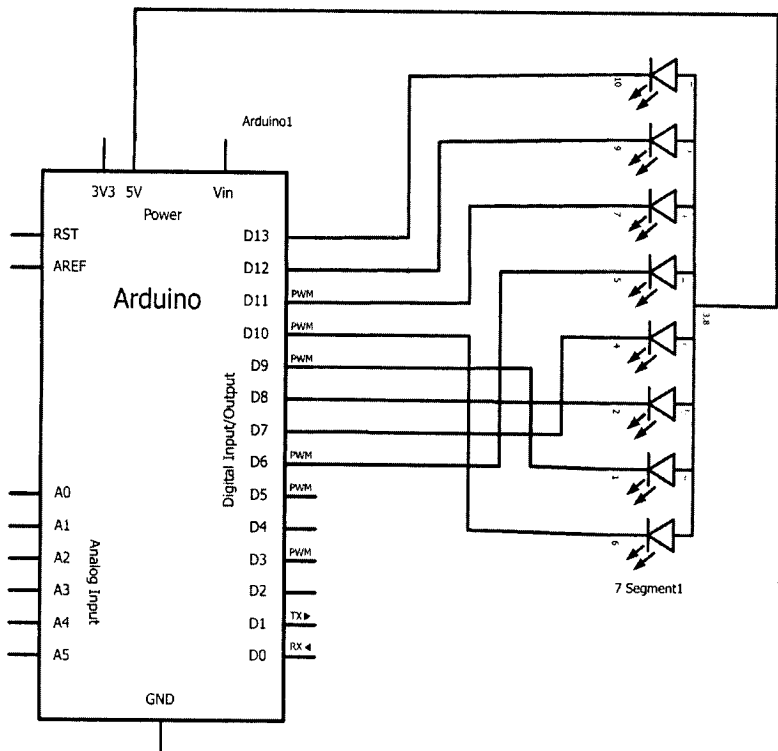 Arduino1
3V3 5V Vin
Power
RST
AREF
Arduino
D13
D12
D11 PWM
D10 PWM
D9 PWM
D8
D7
D6 PWM
D5 PWM
D4
D3 PWM
D2
D1 TX
D0 RX
Digital Input/Output
A0
A1
A2
A3
A4
A5
Analog Input
GND
10
9
7
5
4
2
1
6
3,8
7 Segment1